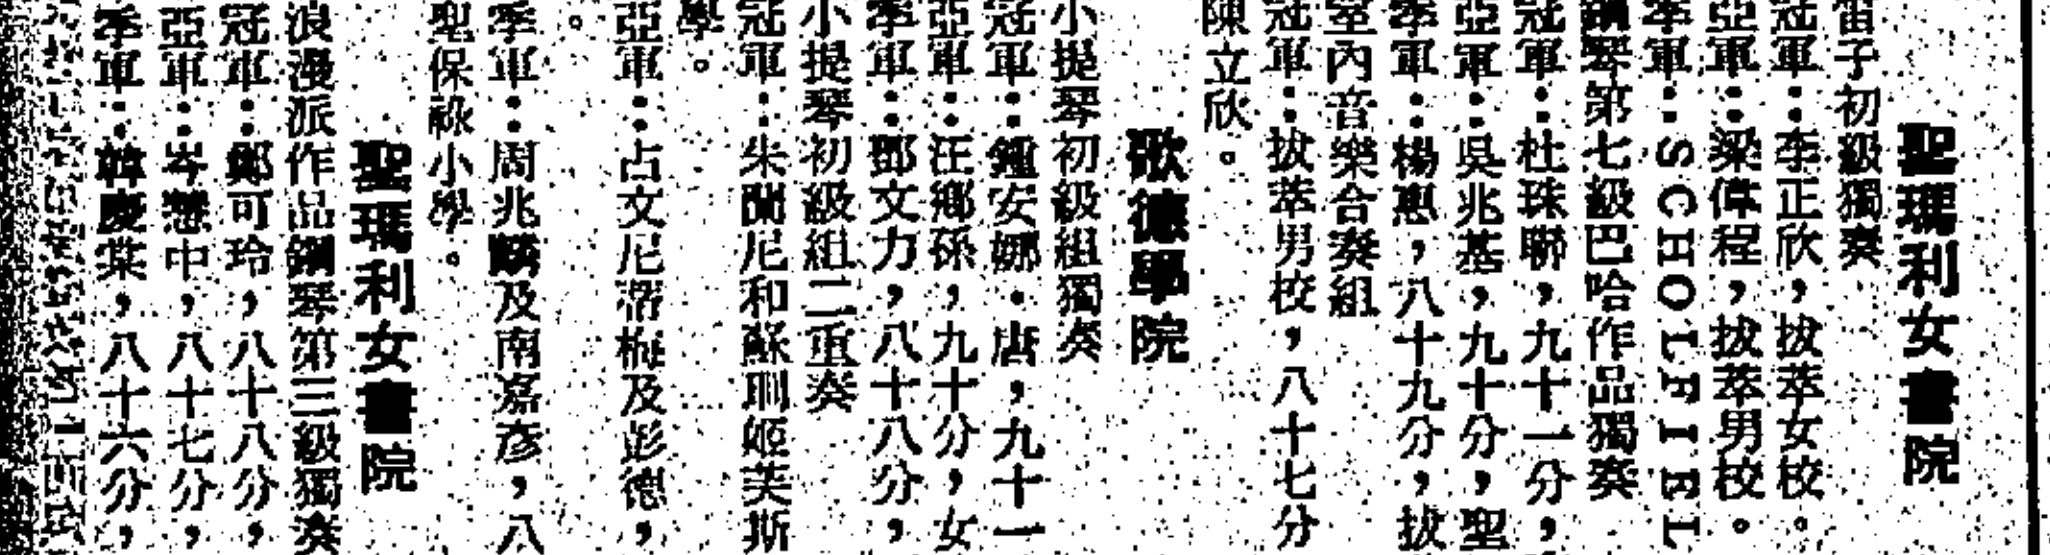 聖瑪利女書院
笛子初級獨奏
冠軍：李正欣，拔萃女校。
亞軍：梁偉程，拔萃男校。
季軍：SCHOLFIEL
鋼琴第七級巴哈作品獨奏
冠軍：杜珠聯，九十一分，
亞軍：吳兆基，九十分，聖
季軍：楊惠，八十九分，拔
室內音樂合奏組
冠軍：拔萃男校，八十七分
陳立欣。
歌德學院
小提琴初級組獨奏
冠軍：鍾安娜．唐，九十一
亞軍：汪鄉孫，九十分，女
季軍：鄧文力，八十八分，
小提琴初級組二重奏
冠軍：朱蘭尼和蘇珊姬芙斯
學。
亞軍：占文尼潛梅及彭德，
。
季軍：周兆麟及南嘉彥，八
聖保祿小學。
聖瑪利女書院
浪漫派作品鋼琴第三級獨奏
冠軍：鄭可玲，八十八分，
亞軍：岑慧中，八十七分，
季軍：韓慶棠，八十六分，